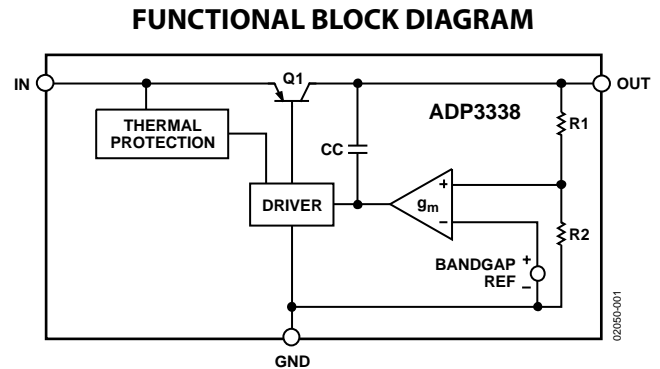 FUNCTIONAL BLOCK DIAGRAM
IN
Q1
OUT
THERMAL
PROTECTION
ADP3338
R1
CC
DRIVER
gm
+
−
R2
BANDGAP
REF
+
−
GND
02050-001